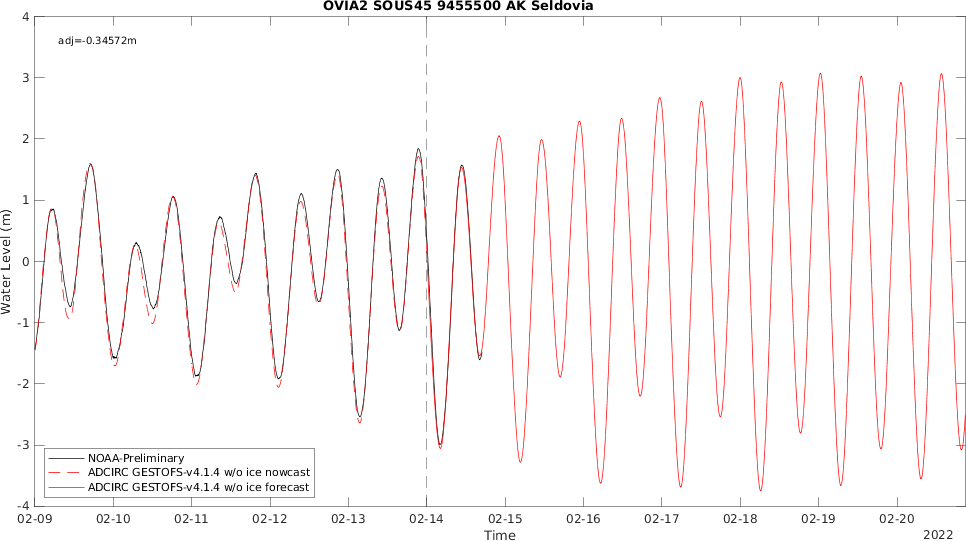 OVIA2 SOUS45 9455500 AK Seldovia
adj=-0.34572m
Water Level (m)
4
3
2
1
0
-1
-2
-3
-4
NOAA-Preliminary
ADCIRC GESTOFS-v4.1.4 w/o ice nowcast
ADCIRC GESTOFS-v4.1.4 w/o ice forecast
02-09 02-10 02-11 02-12 02-13 02-14 02-15 02-16 02-17 02-18 02-19 02-20
Time
2022